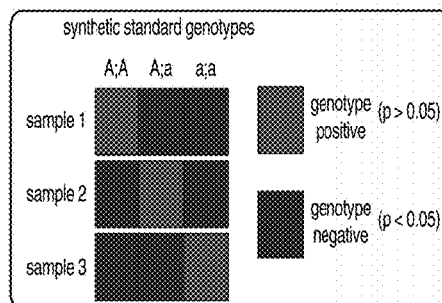 synthetic standard genotypes
A;A A;a a;a
sample 1
sample 2
sample 3
genotype positive (p > 0.05)
genotype negative (p < 0.05)